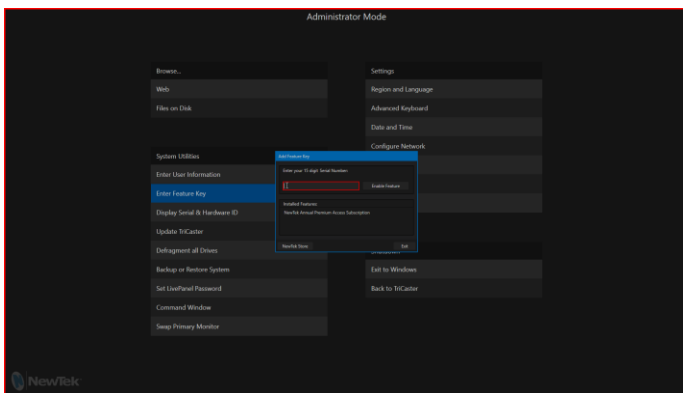 Administrator Mode
Browse...
Web
Files on Disk
System Utilities
Enter User Information
Enter Feature Key
Display Serial & Hardware ID
Update TriCaster
Defragment all Drives
Backup or Restore System
Set LivePanel Password
Command Window
Swap Primary Monitor
Settings
Region and Language
Advanced Keyboard
Date and Time
Configure Network
Add Feature Key
Enter your 15 digit Serial Number:
Enable Feature
Installed Features:
NewTek Annual Premium Access Subscription
NewTek Store
Exit
Shutdown
Exit to Windows
Back to TriCaster
NewTek